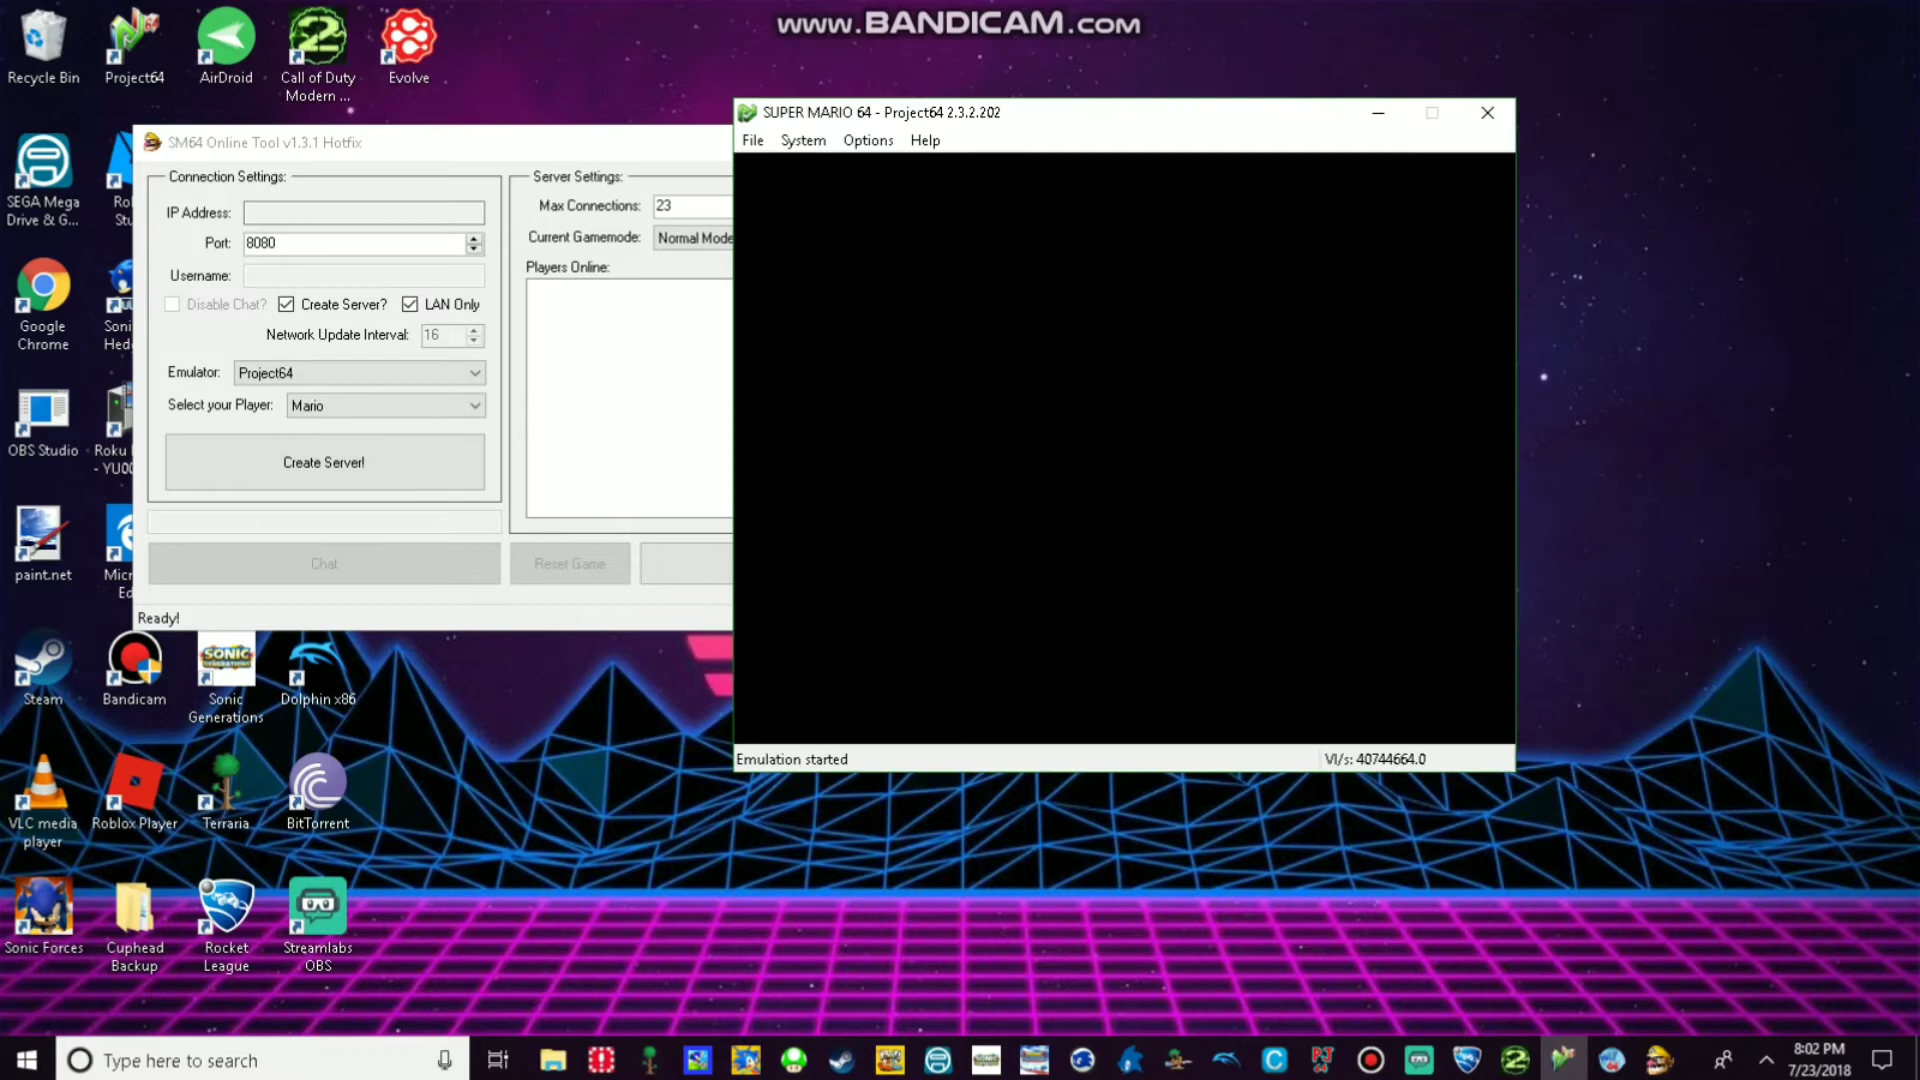 www.BANDICAM.com
Recycle Bin
Project64
AirDroid
Call of Duty
Modern ...
Evolve
SEGA Mega
Drive & G...
Google
Chrome
OBS Studio
Roku
- YU00
paint.net
SM64 Online Tool v1.3.1 Hotfix
Connection Settings:
IP Address:
Port: 8080
Username:
Disable Chat? Create Server? LAN Only
Network Update Interval: 16
Emulator: Project64
Select your Player: Mario
Create Server!
Chat
Ready!
Server Settings:
Max Connections: 23
Current Gamemode: Normal Mode
Players Online:
Reset Game
SUPER MARIO 64 - Project64 2.3.2.202
File System Options Help
Emulation started
VI/s: 40744664.0
Steam
Bandicam
Sonic
Generations
Dolphin x86
VLC media
player
Roblox Player
Terraria
BitTorrent
Sonic Forces
Cuphead
Backup
Rocket
League
Streamlabs
OBS
Type here to search
8:02 PM
7/23/2018